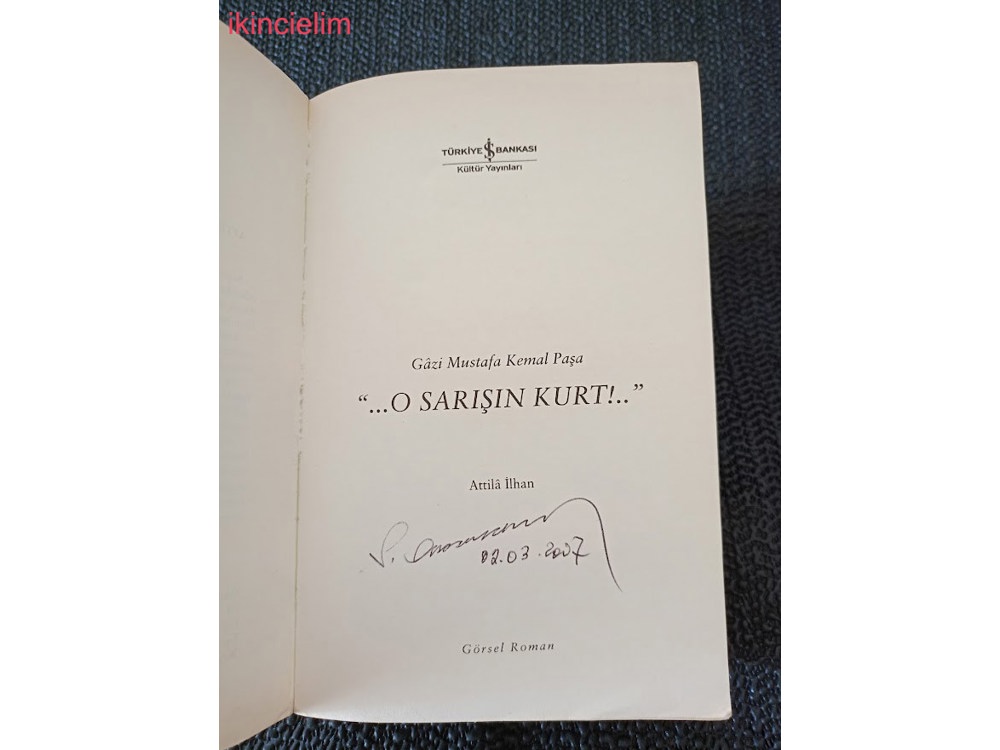 ikincielim
TÜRKİYE İŞ BANKASI
Kültür Yayınları
Gâzi Mustafa Kemal Paşa
“...O SARIŞIN KURT!..”
Attilâ İlhan
02.03.2007
Görsel Roman